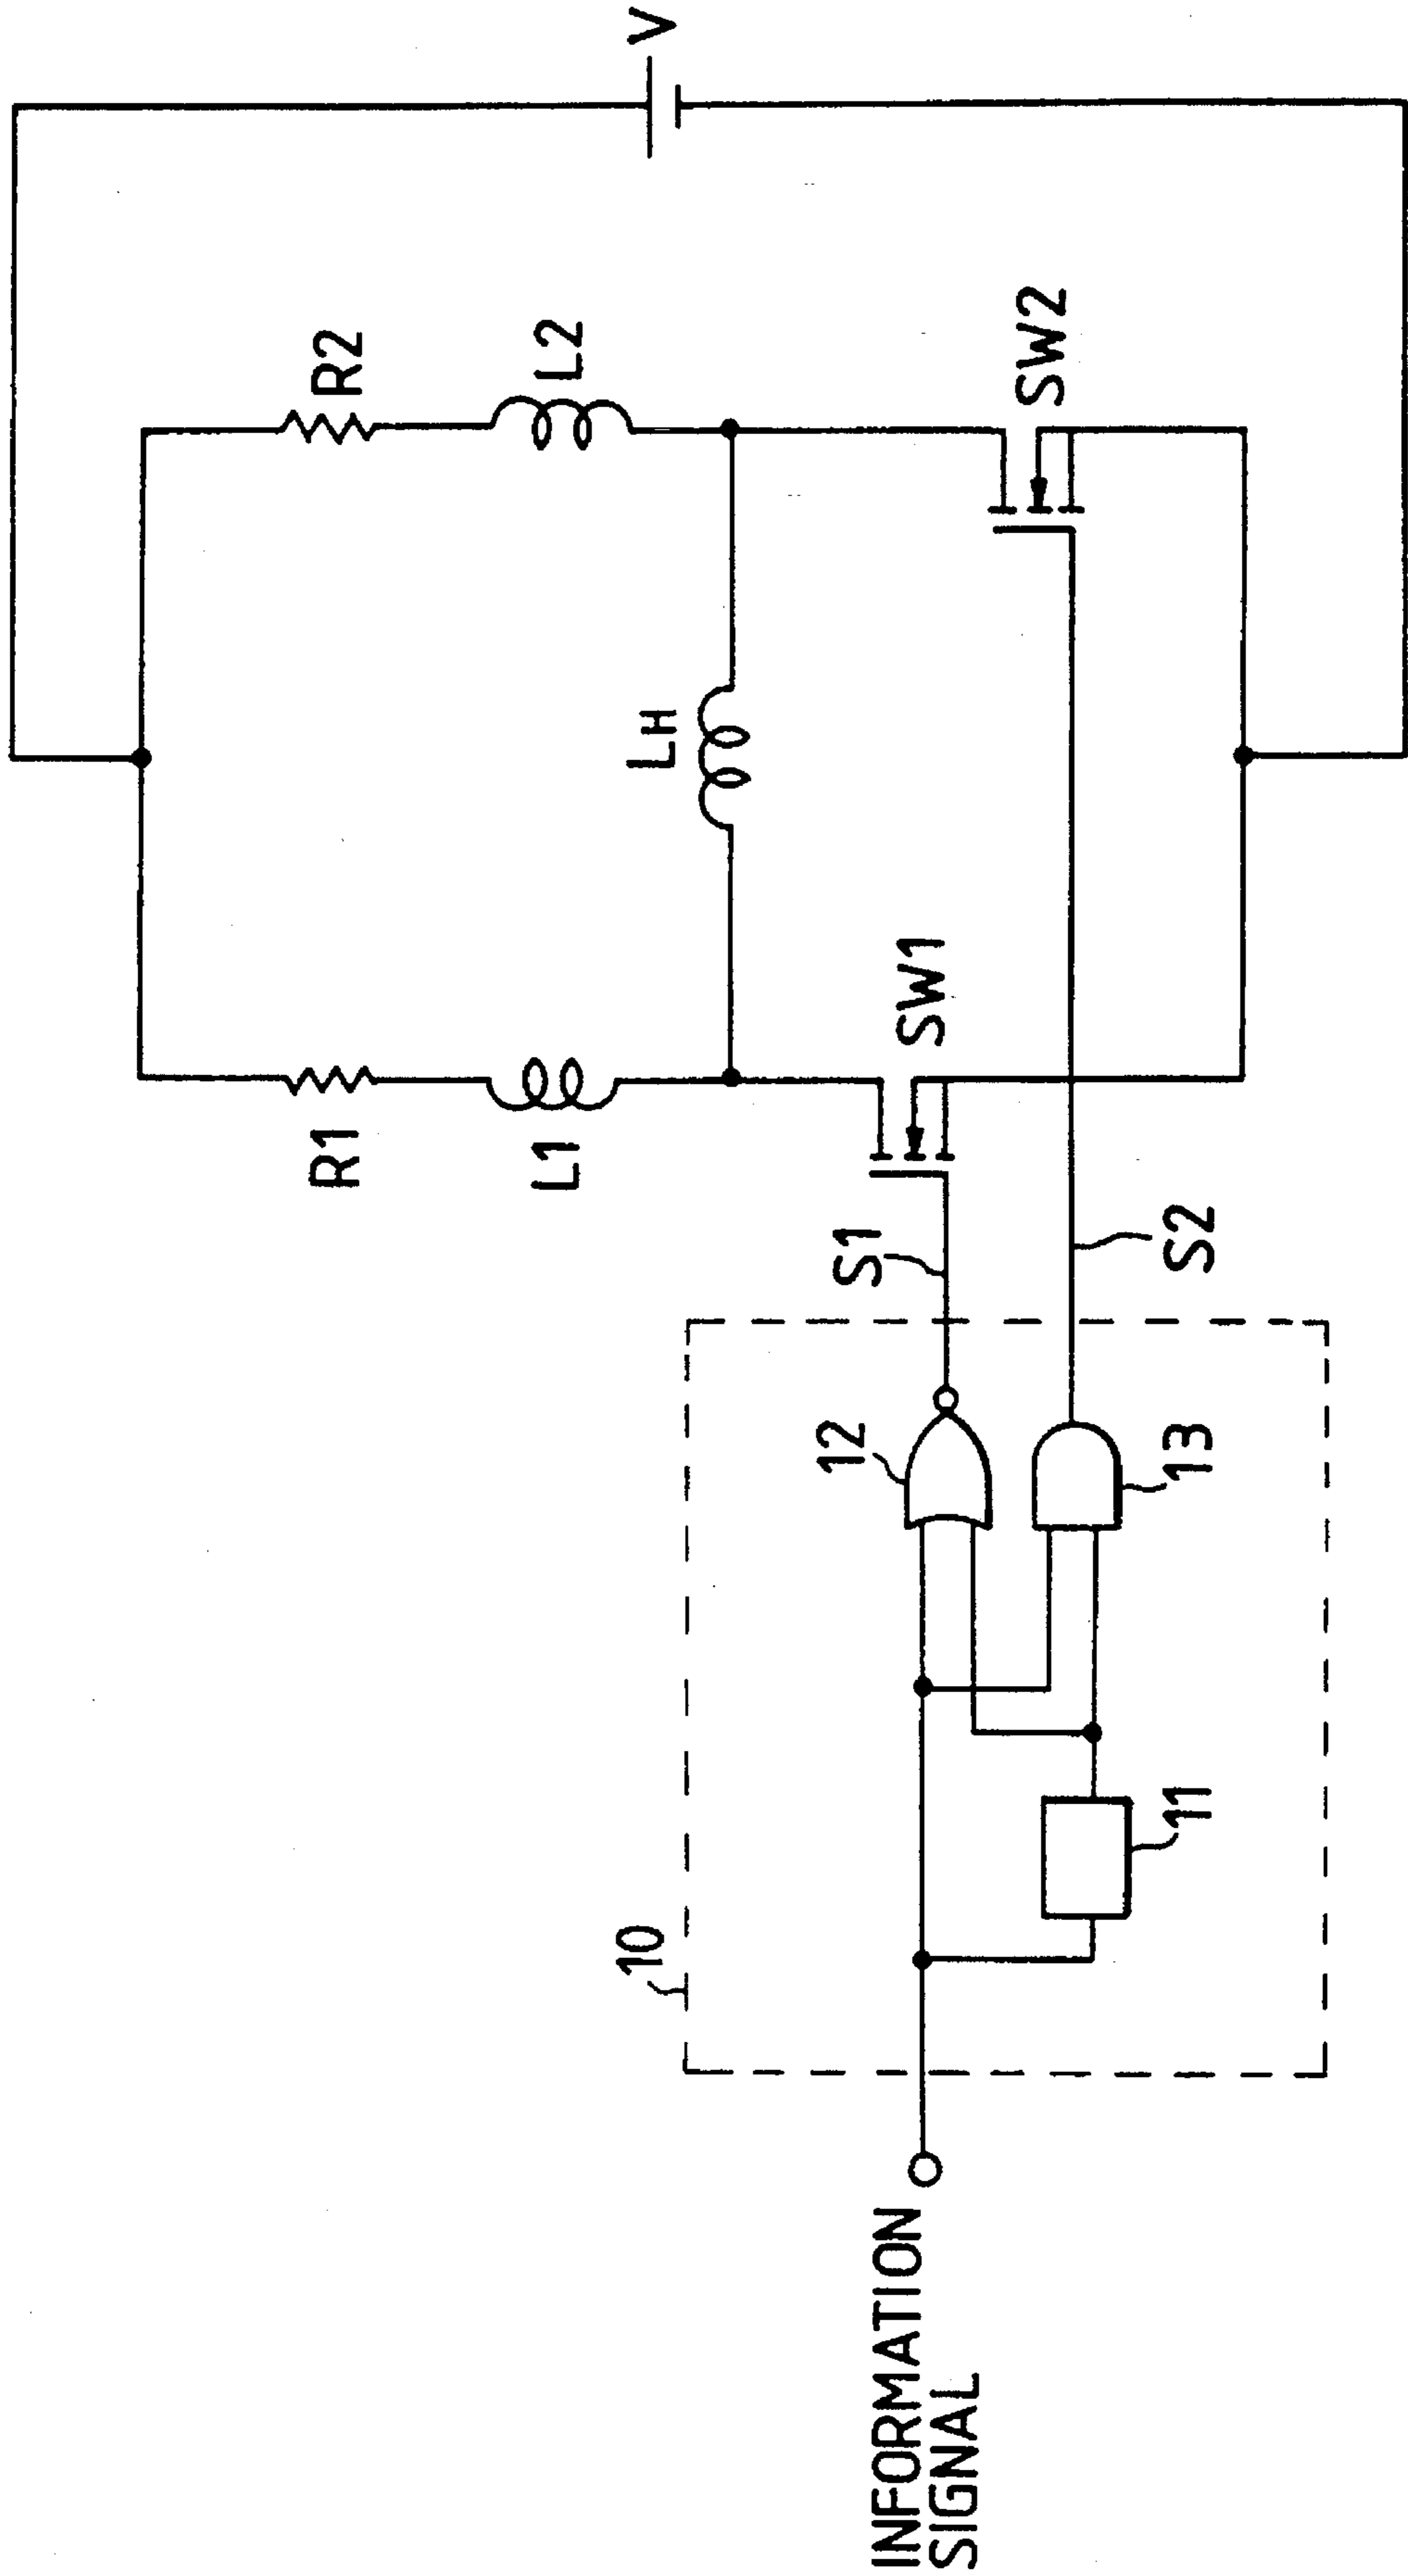 INFORMATION
SIGNAL
10
11
12
13
S1
S2
R1
L1
SW1
LH
R2
L2
SW2
V